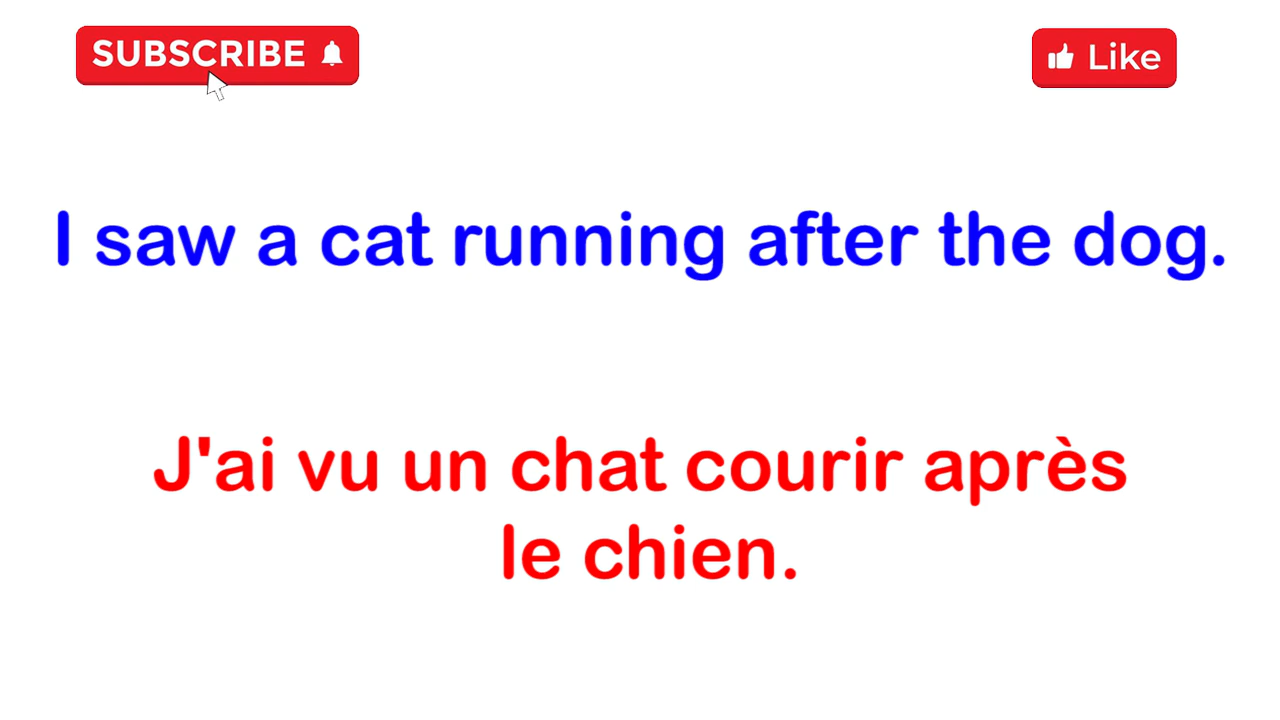 SUBSCRIBE
Like
I saw a cat running after the dog.
J'ai vu un chat courir après
le chien.